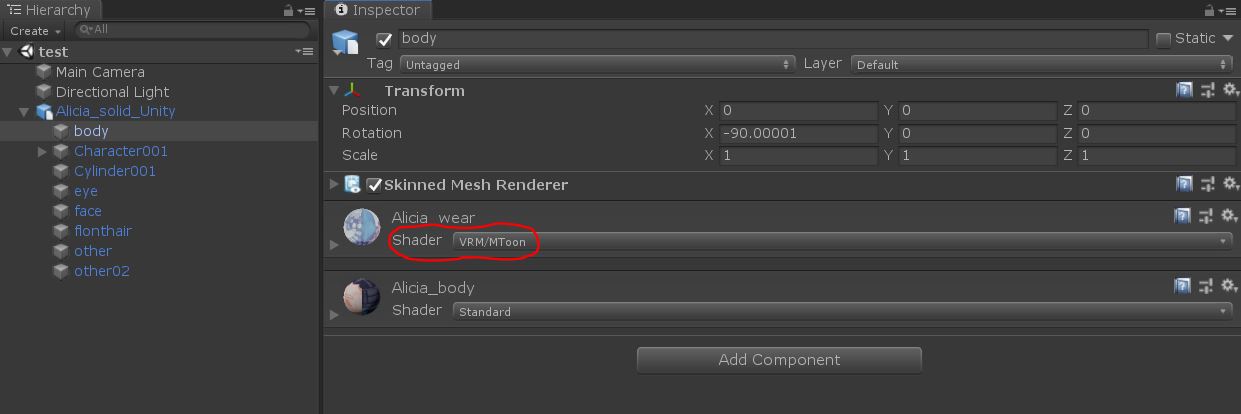 Hierarchy
Create
All
test
Main Camera
Directional Light
Alicia_solid_Unity
body
Character001
Cylinder001
eye
face
flonthair
other
other02
Inspector
body
Static
Tag Untagged Layer Default
Transform
Position X 0 Y 0 Z 0
Rotation X -90.00001 Y 0 Z 0
Scale X 1 Y 1 Z 1
Skinned Mesh Renderer
Alicia_wear
Shader VRM/MToon
Alicia_body
Shader Standard
Add Component